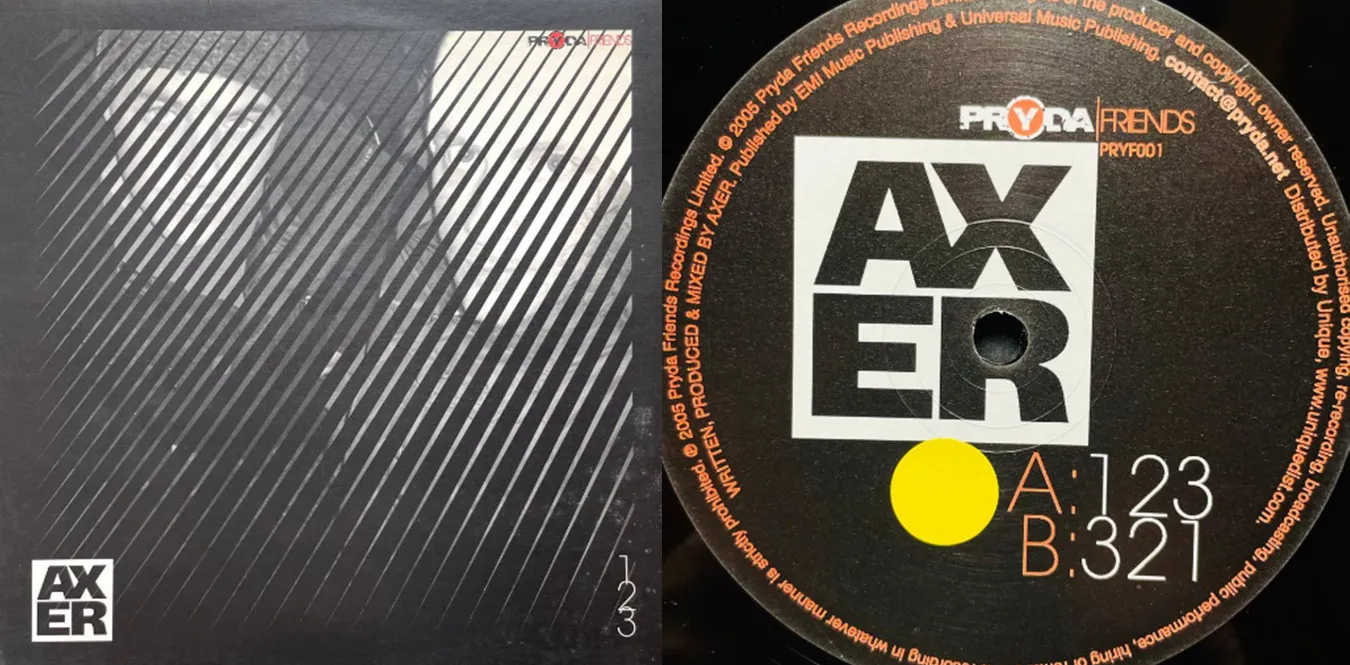 PRYDA|FRIENDS
AX
ER
1
2
3
PRYDA|FRIENDS
PRYF001
AX
ER
A:123
B:321
of the producer and copyright owner reserved. Unauthorised copying, re-recording, broadcasting, public performance, hiring or
recording in whatever manner is strictly prohibited. ℗ 2005 Pryda Friends Recordings Limited. © 2005 Pryda Friends Recordings
WRITTEN, PRODUCED & MIXED BY AXER. Published by EMI Music Publishing & Universal Music Publishing. contact@pryda.net Distributed by Unique, www.uniquedist.com.